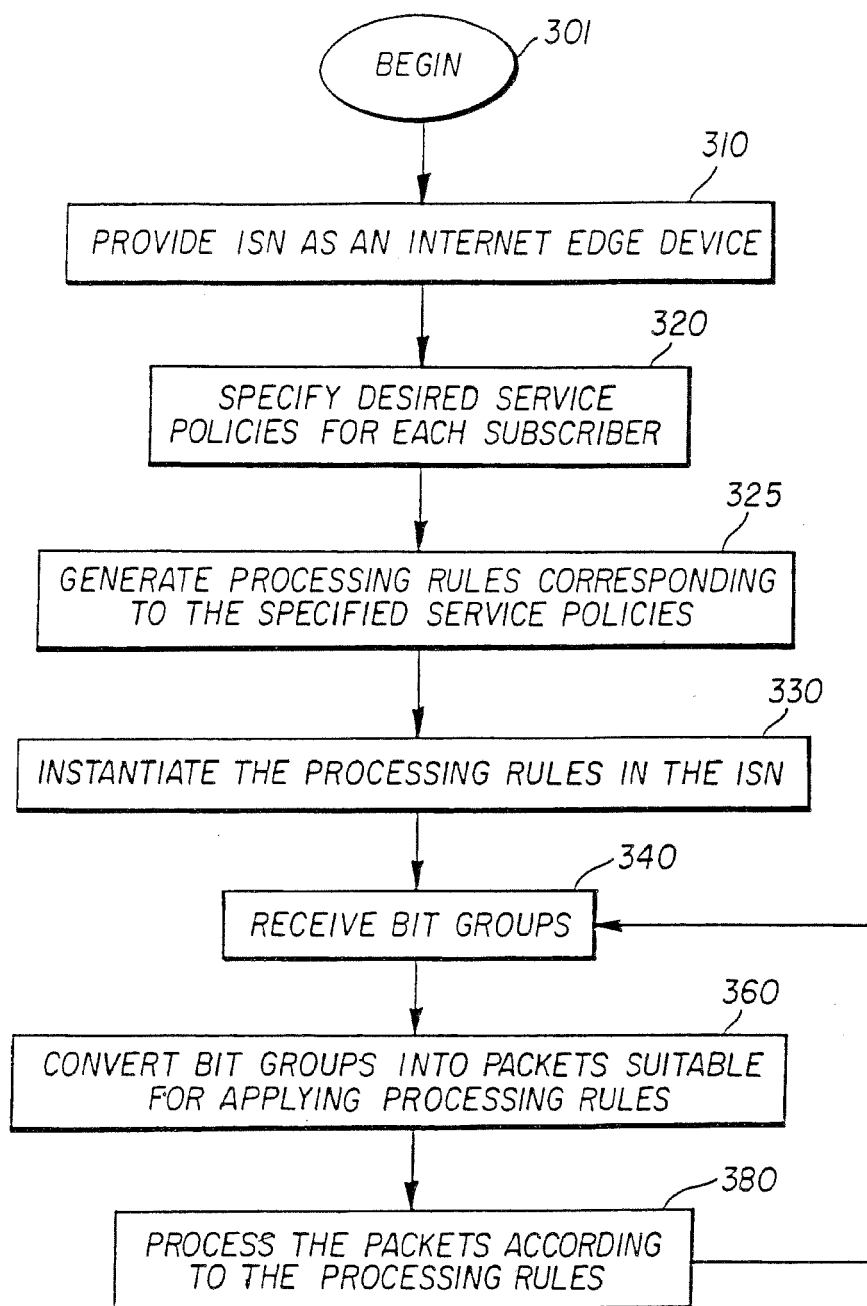 301
BEGIN
310
PROVIDE ISN AS AN INTERNET EDGE DEVICE
320
SPECIFY DESIRED SERVICE
POLICIES FOR EACH SUBSCRIBER
325
GENERATE PROCESSING RULES CORRESPONDING
TO THE SPECIFIED SERVICE POLICIES
330
INSTANTIATE THE PROCESSING RULES IN THE ISN
340
RECEIVE BIT GROUPS
360
CONVERT BIT GROUPS INTO PACKETS SUITABLE
FOR APPLYING PROCESSING RULES
380
PROCESS THE PACKETS ACCORDING
TO THE PROCESSING RULES